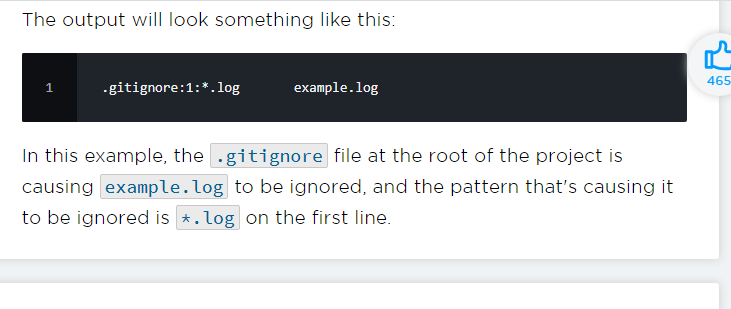 The output will look something like this:
1 .gitignore:1:*.log example.log
465
In this example, the .gitignore file at the root of the project is
causing example.log to be ignored, and the pattern that's causing it
to be ignored is *.log on the first line.